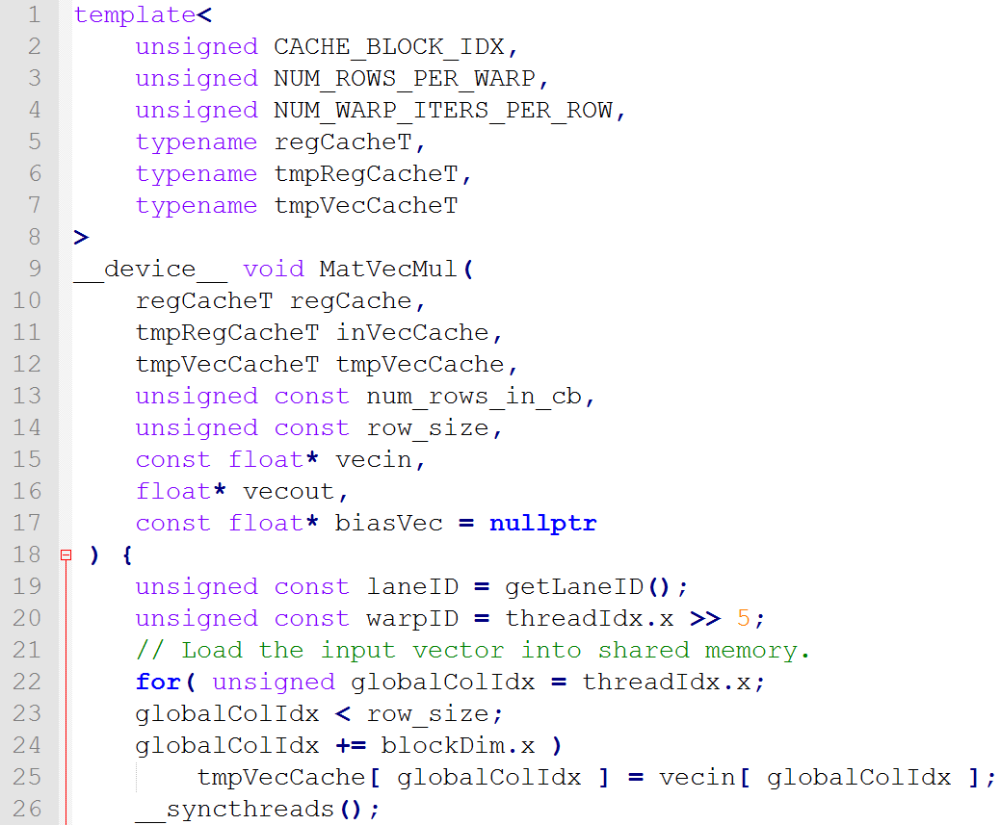 1 template<
2     unsigned CACHE_BLOCK_IDX,
3     unsigned NUM_ROWS_PER_WARP,
4     unsigned NUM_WARP_ITERS_PER_ROW,
5     typename regCacheT,
6     typename tmpRegCacheT,
7     typename tmpVecCacheT
8 >
9 __device__ void MatVecMul(
10     regCacheT regCache,
11     tmpRegCacheT inVecCache,
12     tmpVecCacheT tmpVecCache,
13     unsigned const num_rows_in_cb,
14     unsigned const row_size,
15     const float* vecin,
16     float* vecout,
17     const float* biasVec = nullptr
18  ) {
19     unsigned const laneID = getLaneID();
20     unsigned const warpID = threadIdx.x >> 5;
21     // Load the input vector into shared memory.
22     for( unsigned globalColIdx = threadIdx.x;
23     globalColIdx < row_size;
24     globalColIdx += blockDim.x )
25         tmpVecCache[ globalColIdx ] = vecin[ globalColIdx ];
26     __syncthreads();